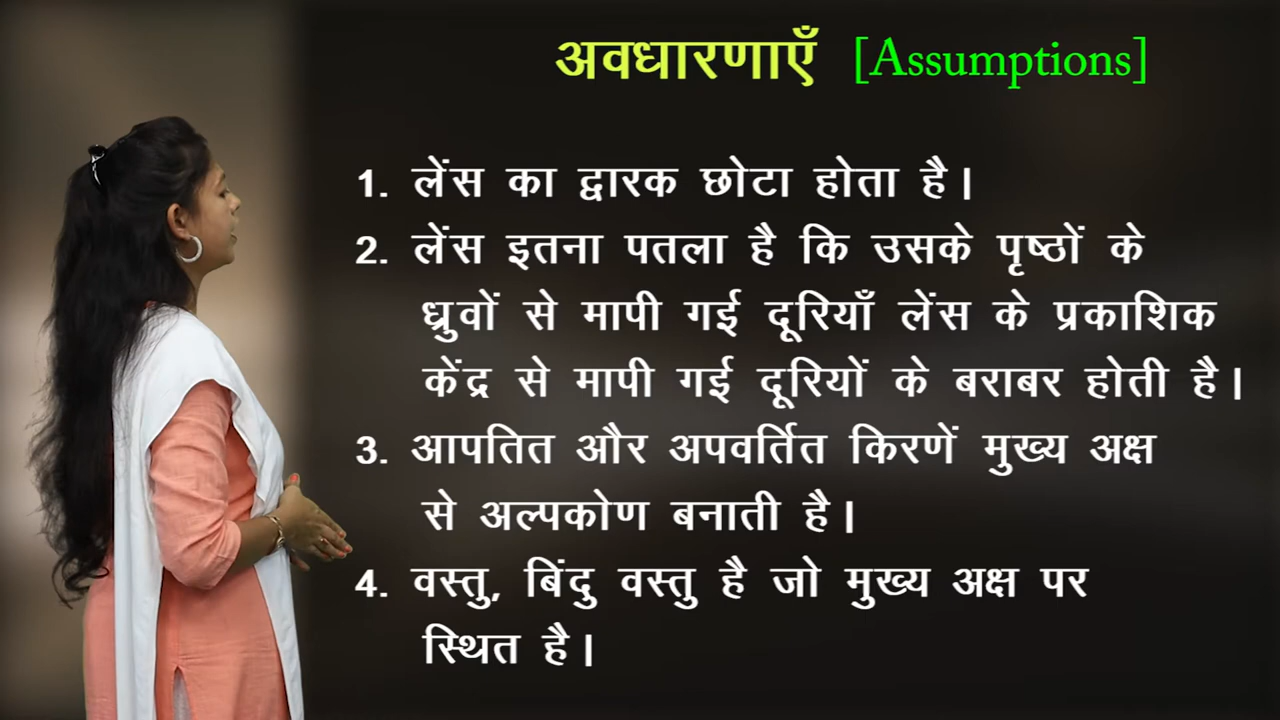 अवधारणाएँ [Assumptions]
1. लेंस का द्वारक छोटा होता है।
2. लेंस इतना पतला है कि उसके पृष्ठों के
ध्रुवों से मापी गई दूरियाँ लेंस के प्रकाशिक
केंद्र से मापी गई दूरियों के बराबर होती है।
3. आपतित और अपवर्तित किरणें मुख्य अक्ष
से अल्पकोण बनाती है।
4. वस्तु, बिंदु वस्तु है जो मुख्य अक्ष पर
स्थित है।